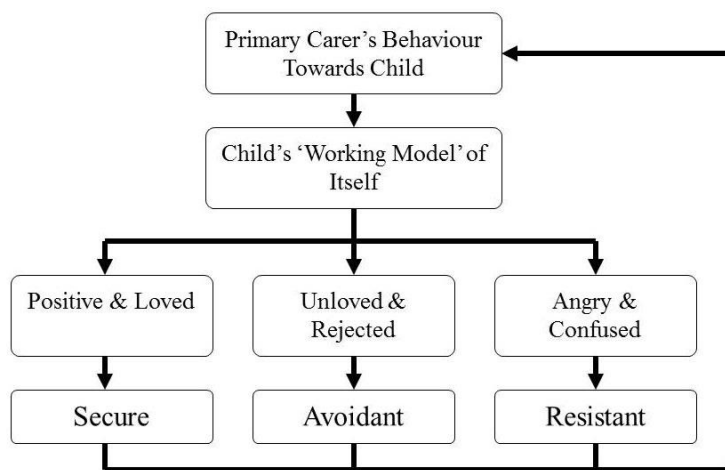 Primary Carer’s Behaviour
Towards Child
Child’s ‘Working Model’ of
Itself
Positive & Loved
Unloved &
Rejected
Angry &
Confused
Secure
Avoidant
Resistant